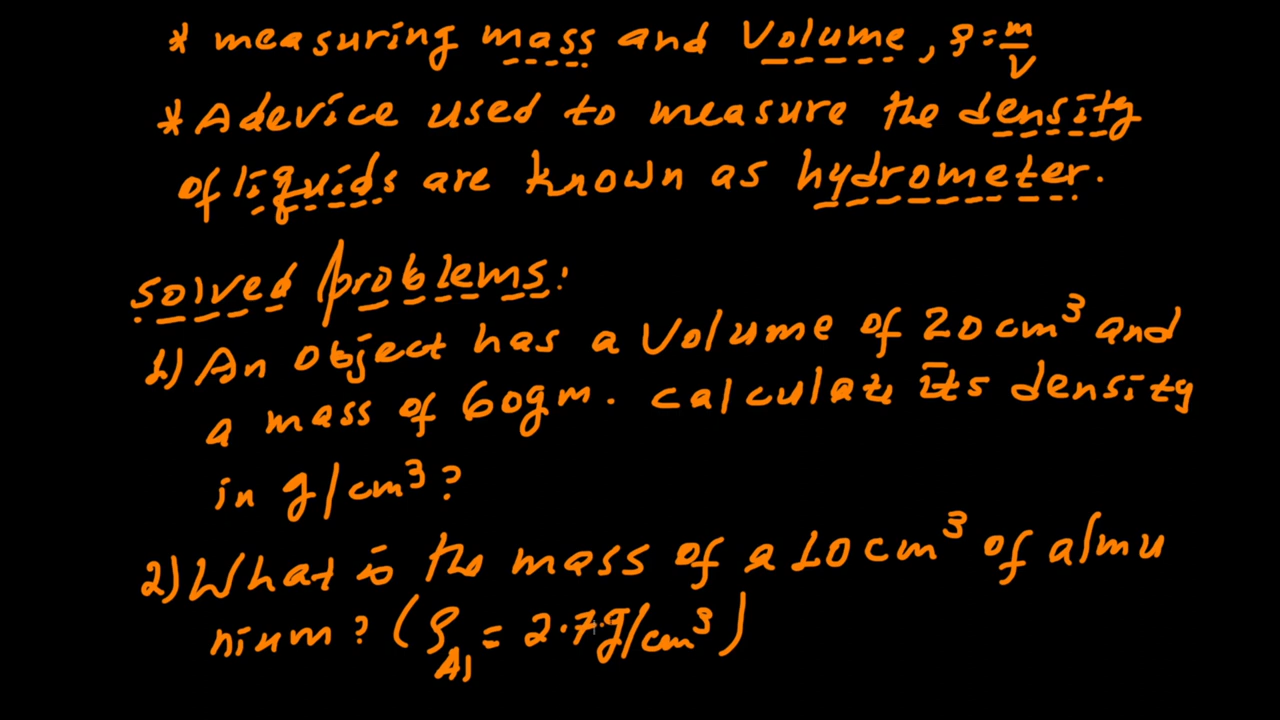 * measuring mass and Volume, ρ = m/V
* A device used to measure the density
of liquids are known as hydrometer.
Solved problems:
1) An Object has a Volume of 20 cm³ and
a mass of 60gm. calculate its density
in g/cm³?
2) What is the mass of a 10 cm³ of almu
nium? (ρAl = 2.7g/cm³)